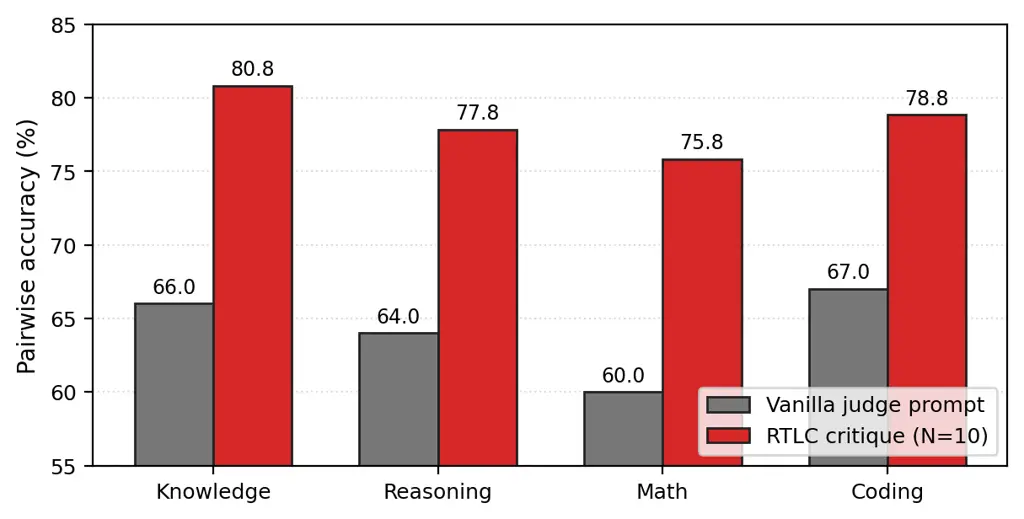 Pairwise accuracy (%)
85
80
75
70
65
60
55
66.0
80.8
64.0
77.8
60.0
75.8
67.0
78.8
Knowledge
Reasoning
Math
Coding
Vanilla judge prompt
RTLC critique (N=10)